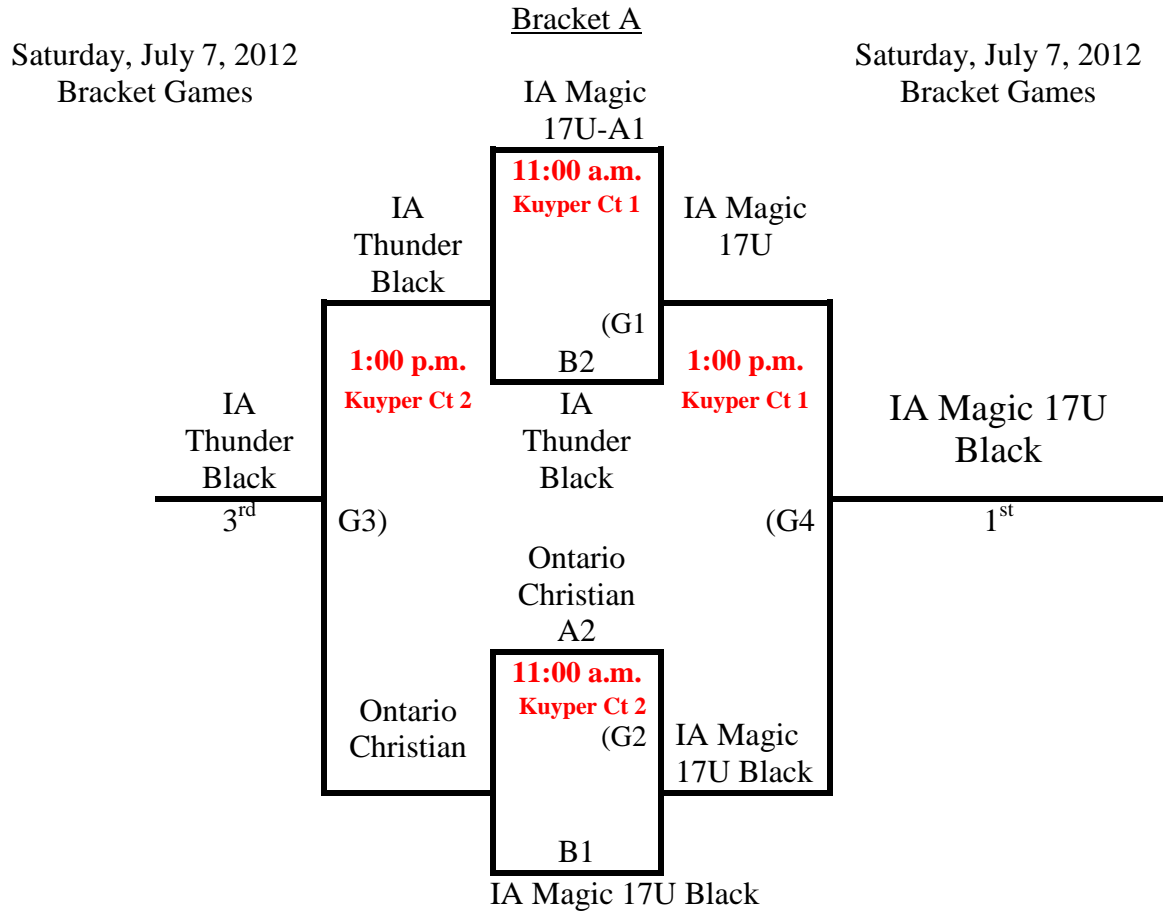 Bracket A
Saturday, July 7, 2012
Bracket Games
Saturday, July 7, 2012
Bracket Games
IA Magic
17U-A1
11:00 a.m.
Kuyper Ct 1
IA
Thunder
Black
IA Magic
17U
(G1
B2
1:00 p.m.
Kuyper Ct 2
IA
Thunder
Black
1:00 p.m.
Kuyper Ct 1
IA
Thunder
Black
3rd
G3)
(G4
IA Magic 17U
Black
1st
Ontario
Christian
A2
11:00 a.m.
Kuyper Ct 2
(G2
Ontario
Christian
IA Magic
17U Black
B1
IA Magic 17U Black